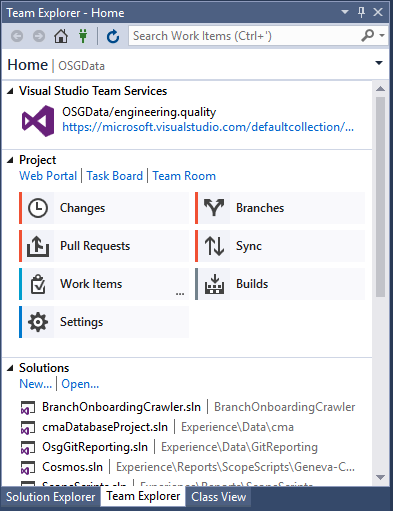 Team Explorer - Home
Search Work Items (Ctrl+')
Home | OSGData
Visual Studio Team Services
OSGData/engineering.quality
https://microsoft.visualstudio.com/defaultcollection/...
Project
Web Portal | Task Board | Team Room
Changes
Branches
Pull Requests
Sync
Work Items ...
Builds
Settings
Solutions
New... | Open...
BranchOnboardingCrawler.sln | BranchOnboardingCrawler
cmaDatabaseProject.sln | Experience\Data\cma
OsgGitReporting.sln | Experience\Data\GitReporting
Cosmos.sln | Experience\Reports\ScopeScripts\Geneva-C...
ScopeScripts.sln | Experience\Reports\ScopeScripts
Solution Explorer Team Explorer Class View